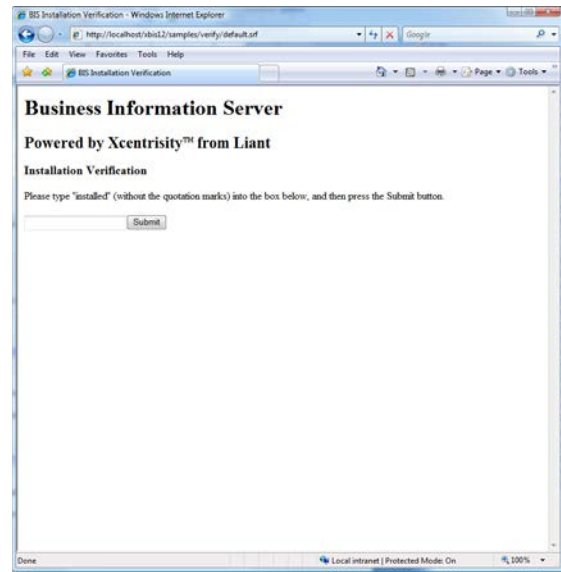 BIS Installation Verification - Windows Internet Explorer
http://localhost/xbis12/samples/verify/default.srf
Google
File Edit View Favorites Tools Help
BIS Installation Verification
Page Tools
Business Information Server
Powered by Xcentrisity™ from Liant
Installation Verification
Please type "installed" (without the quotation marks) into the box below, and then press the Submit button.
Submit
Done
Local intranet | Protected Mode: On
100%